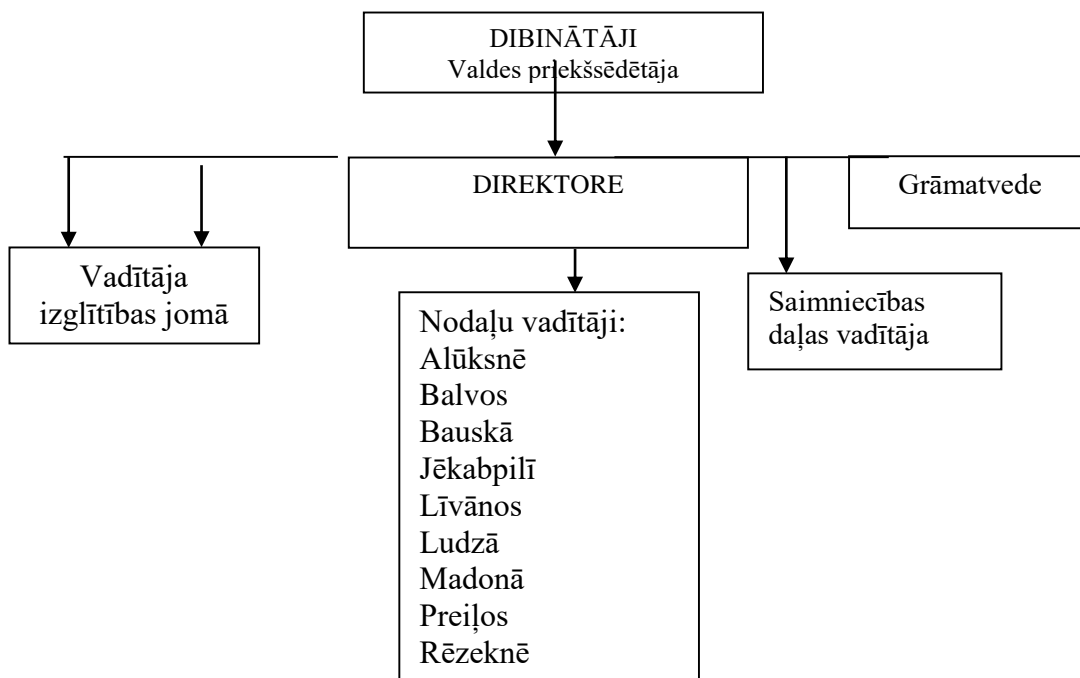 DIBINĀTĀJI
Valdes priekšsēdētāja
DIREKTORE
Grāmatvede
Vadītāja
izglītības jomā
Saimniecības
daļas vadītāja
Nodaļu vadītāji:
Alūksnē
Balvos
Bauskā
Jēkabpilī
Līvānos
Ludzā
Madonā
Preiļos
Rēzeknē